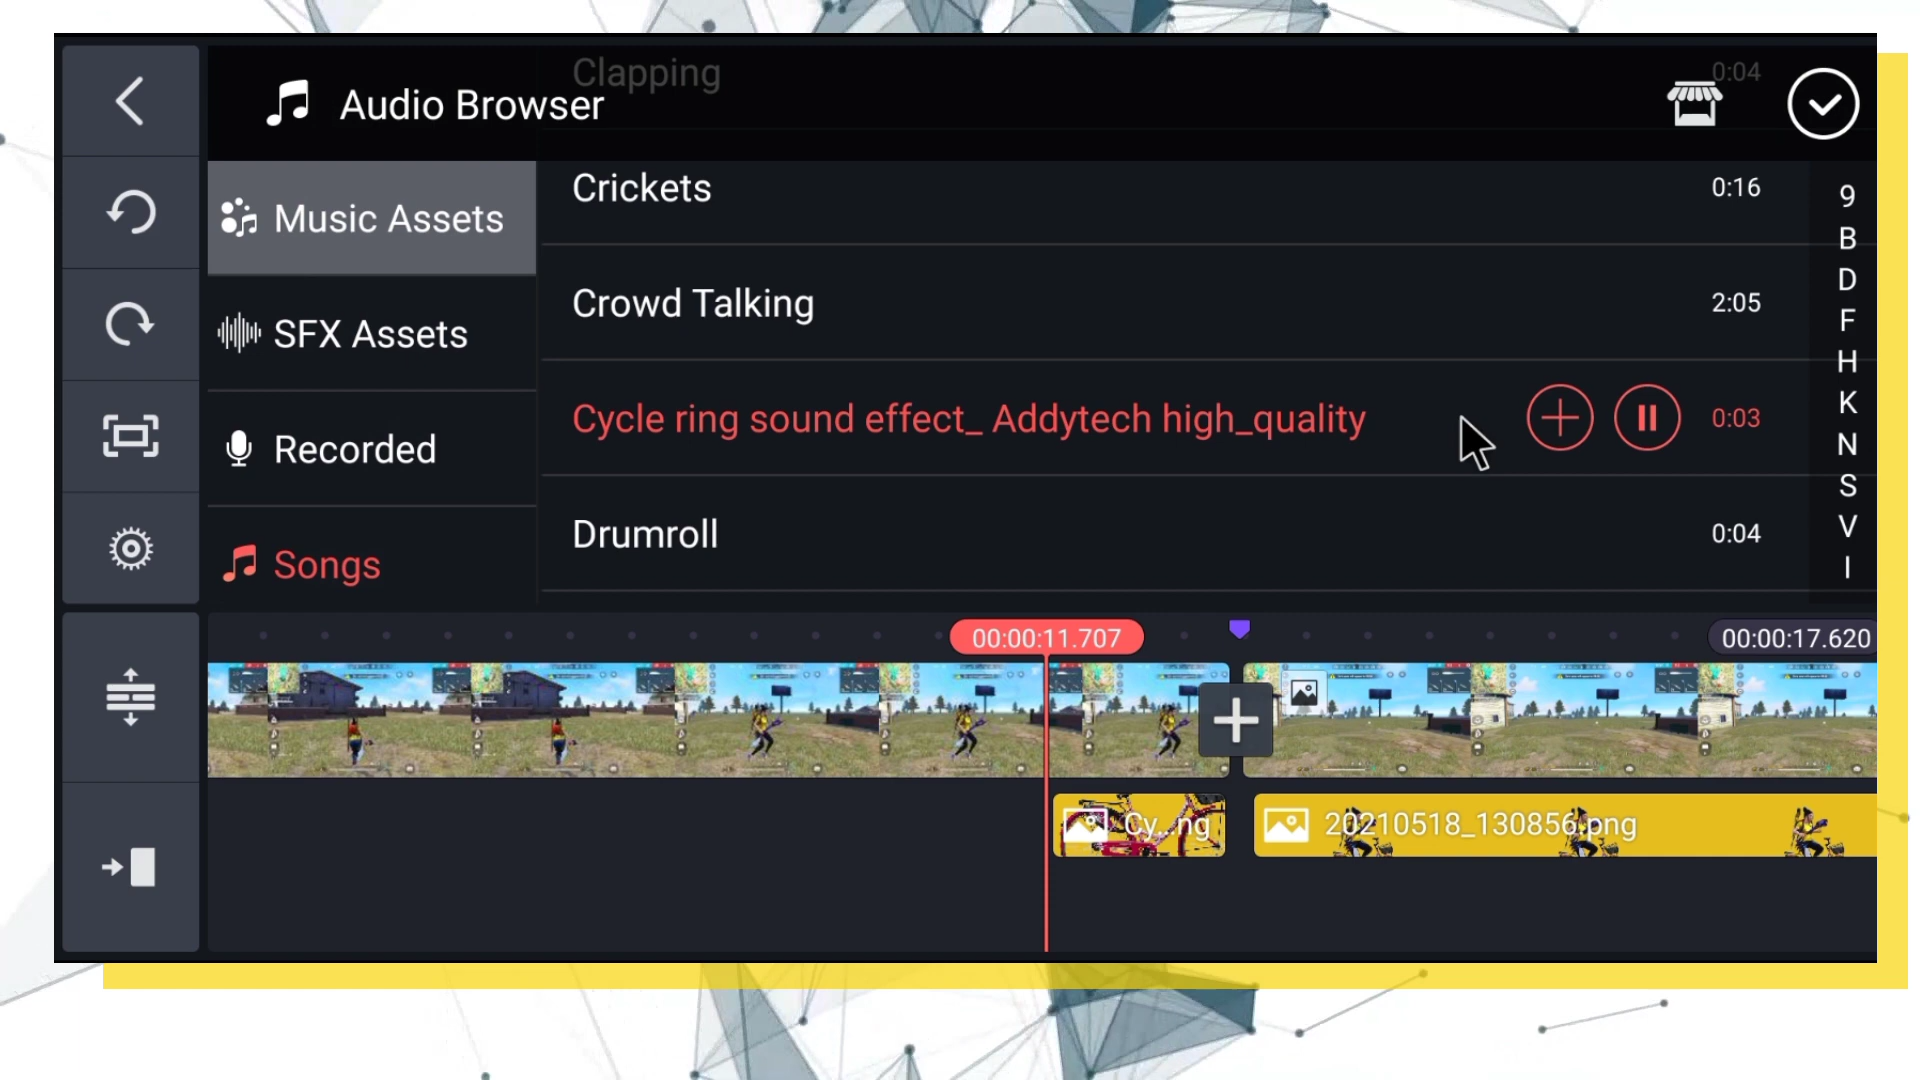 Clapping
0:04
Audio Browser
Music Assets
Crickets
0:16
SFX Assets
Crowd Talking
2:05
Recorded
Cycle ring sound effect_ Addytech high_quality
0:03
Songs
Drumroll
0:04
9
B
D
F
H
K
N
S
V
I
00:00:11.707
00:00:17.620
Cy...ng
20210518_130856.png